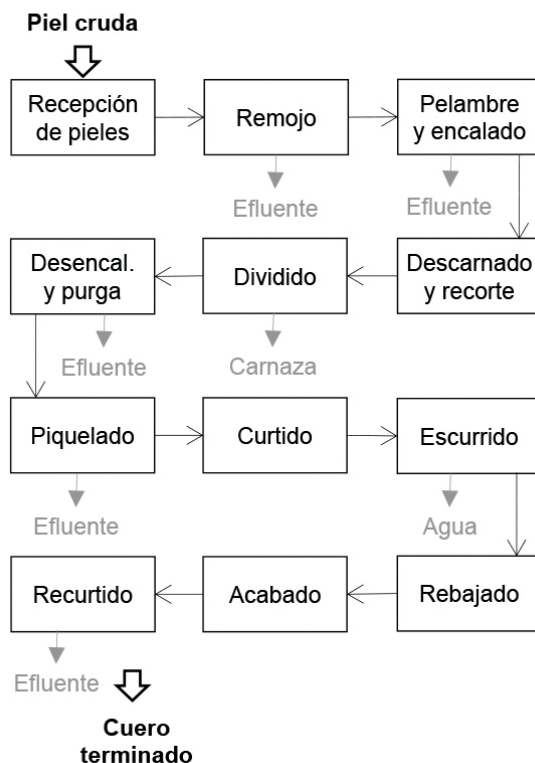 Piel cruda
Recepción
de pieles
Remojo
Pelambre
y encalado
Efluente
Efluente
Desencal.
y purga
Dividido
Descarnado
y recorte
Efluente
Carnaza
Piquelado
Curtido
Escurrido
Efluente
Agua
Recurtido
Acabado
Rebajado
Efluente
Cuero
terminado